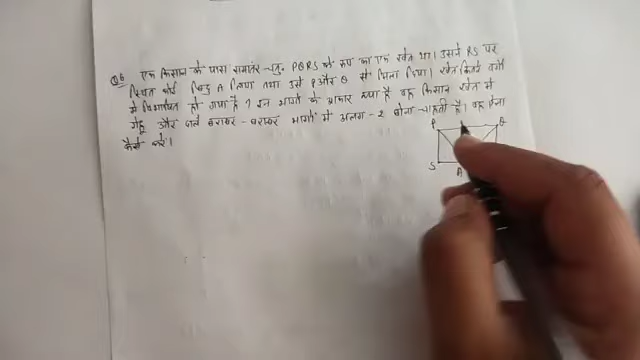 Q6 एक किसान के पास समांतर चतु. PQRS के रूप का एक खेत था। उसने RS पर
स्थित कोई बिंदु A लिया तथा उसे P और Q से मिला दिया। खेत कितने भागों
में विभाजित हो गया है? इन भागों के आकार क्या है वह किसान खेत में
गेहूँ और दालें बराबर - बराबर भागों में अलग-2 बोना चाहती है। वह ऐसा
कैसे करे।
P Q
S A